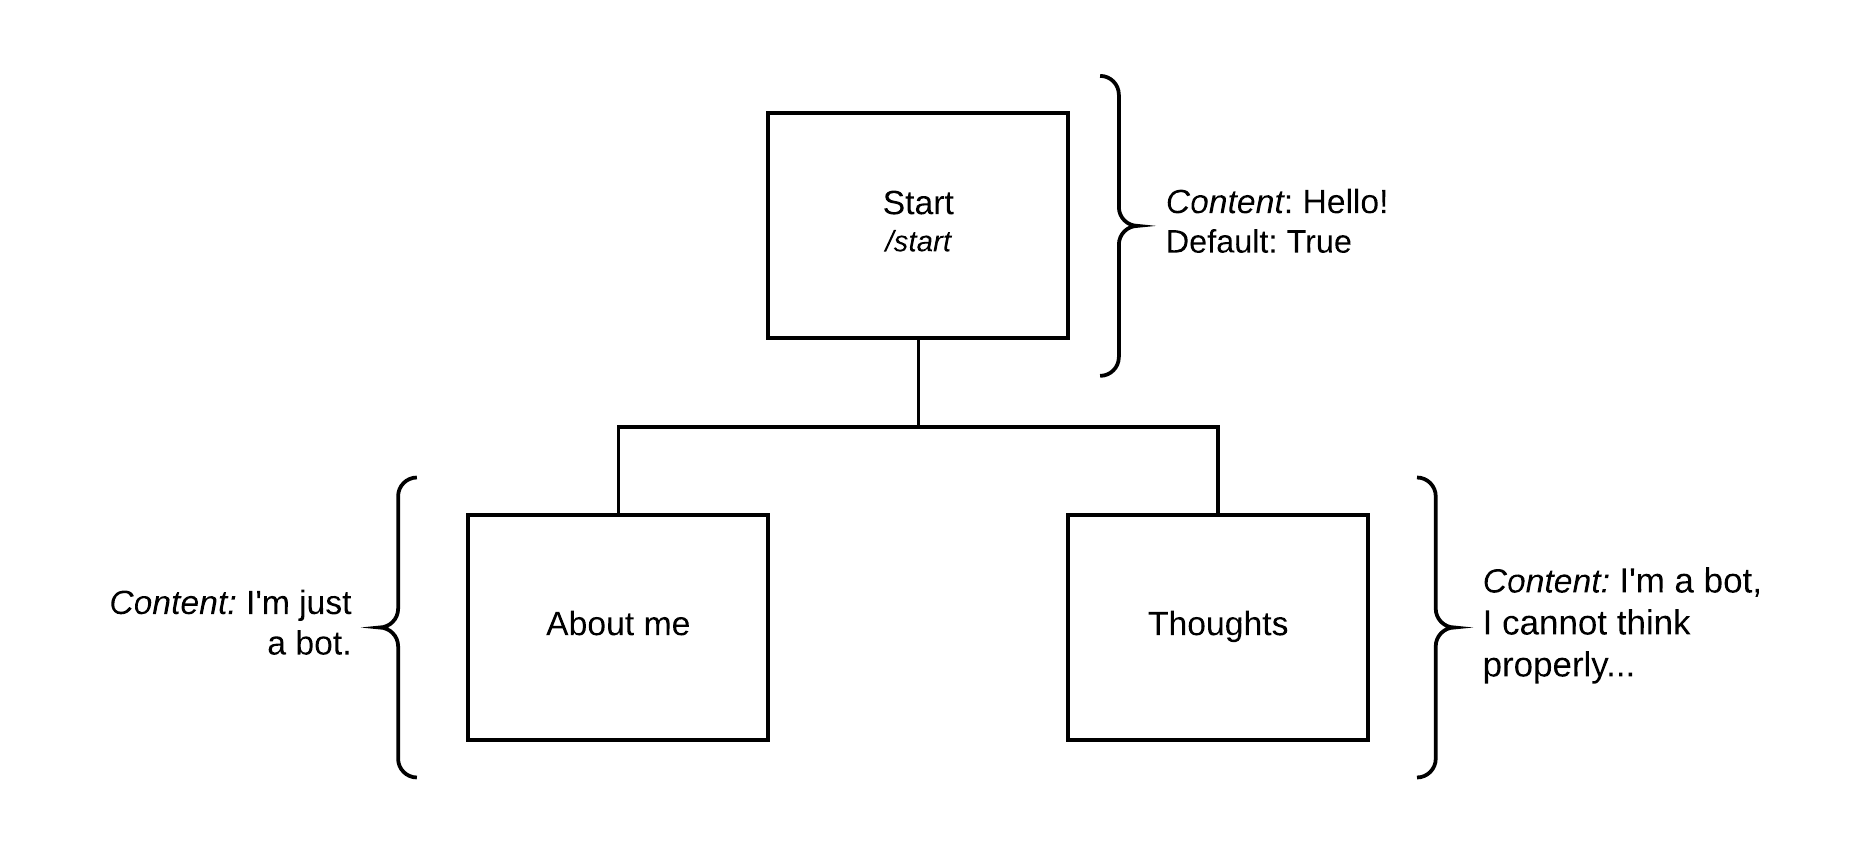 Start
/start
Content: Hello!
Default: True
Content: I'm just
a bot.
About me
Thoughts
Content: I'm a bot,
I cannot think
properly...